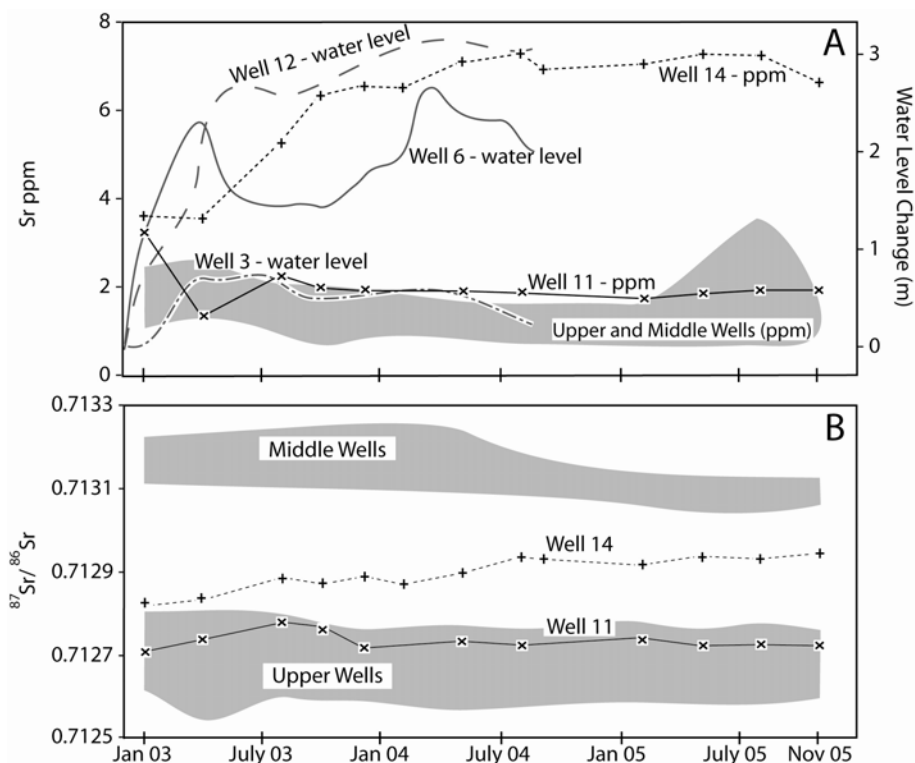 A
8
6
4
2
0
Sr ppm
3
2
1
0
Water Level Change (m)
Well 12 - water level
Well 14 - ppm
Well 6 - water level
Well 3 - water level
Well 11 - ppm
Upper and Middle Wells (ppm)
B
0.7133
0.7131
0.7129
0.7127
0.7125
87Sr/ 86Sr
Middle Wells
Well 14
Well 11
Upper Wells
Jan 03 July 03 Jan 04 July 04 Jan 05 July 05 Nov 05